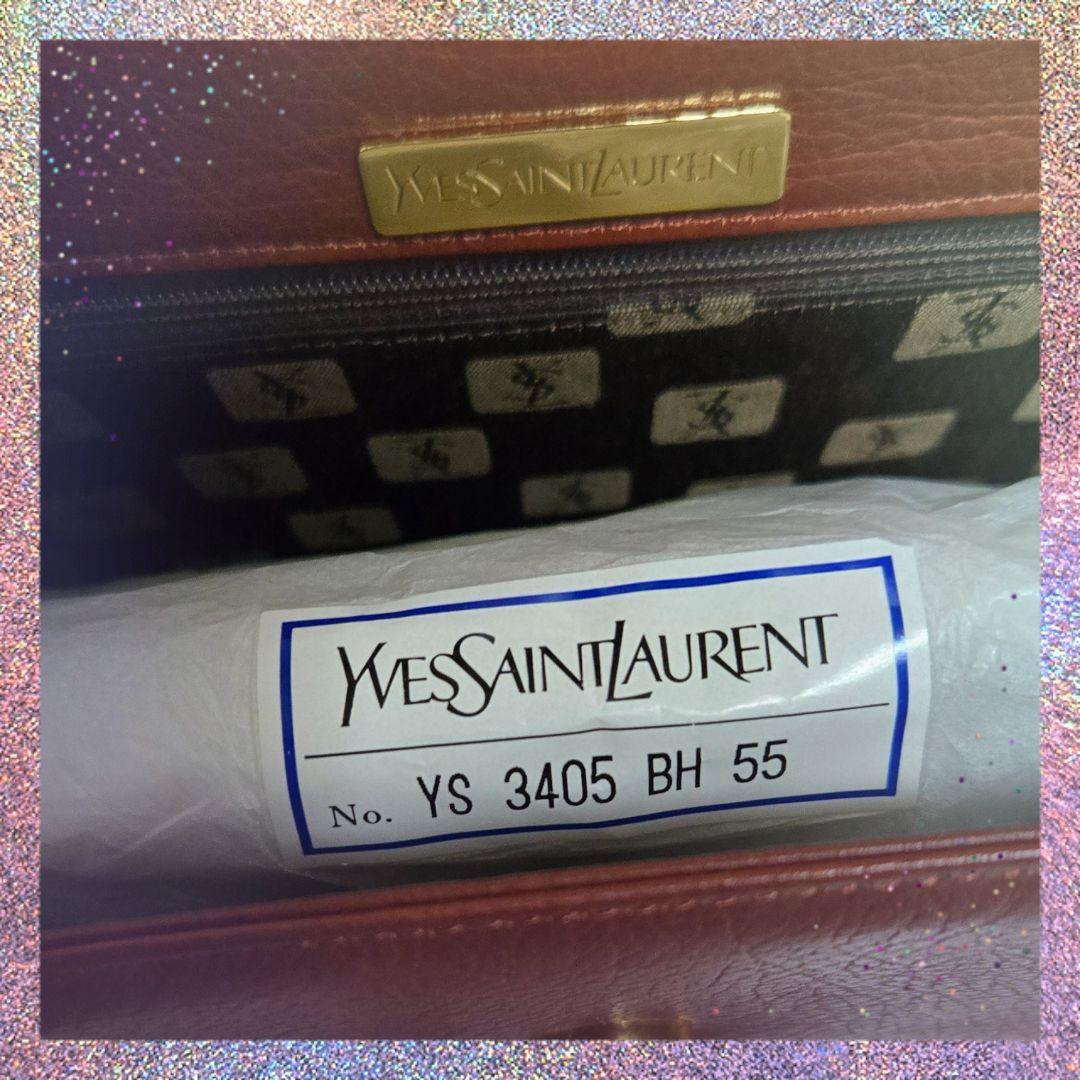 YVESSAINTLAURENT
YVESSAINTLAURENT
No. YS 3405 BH 55